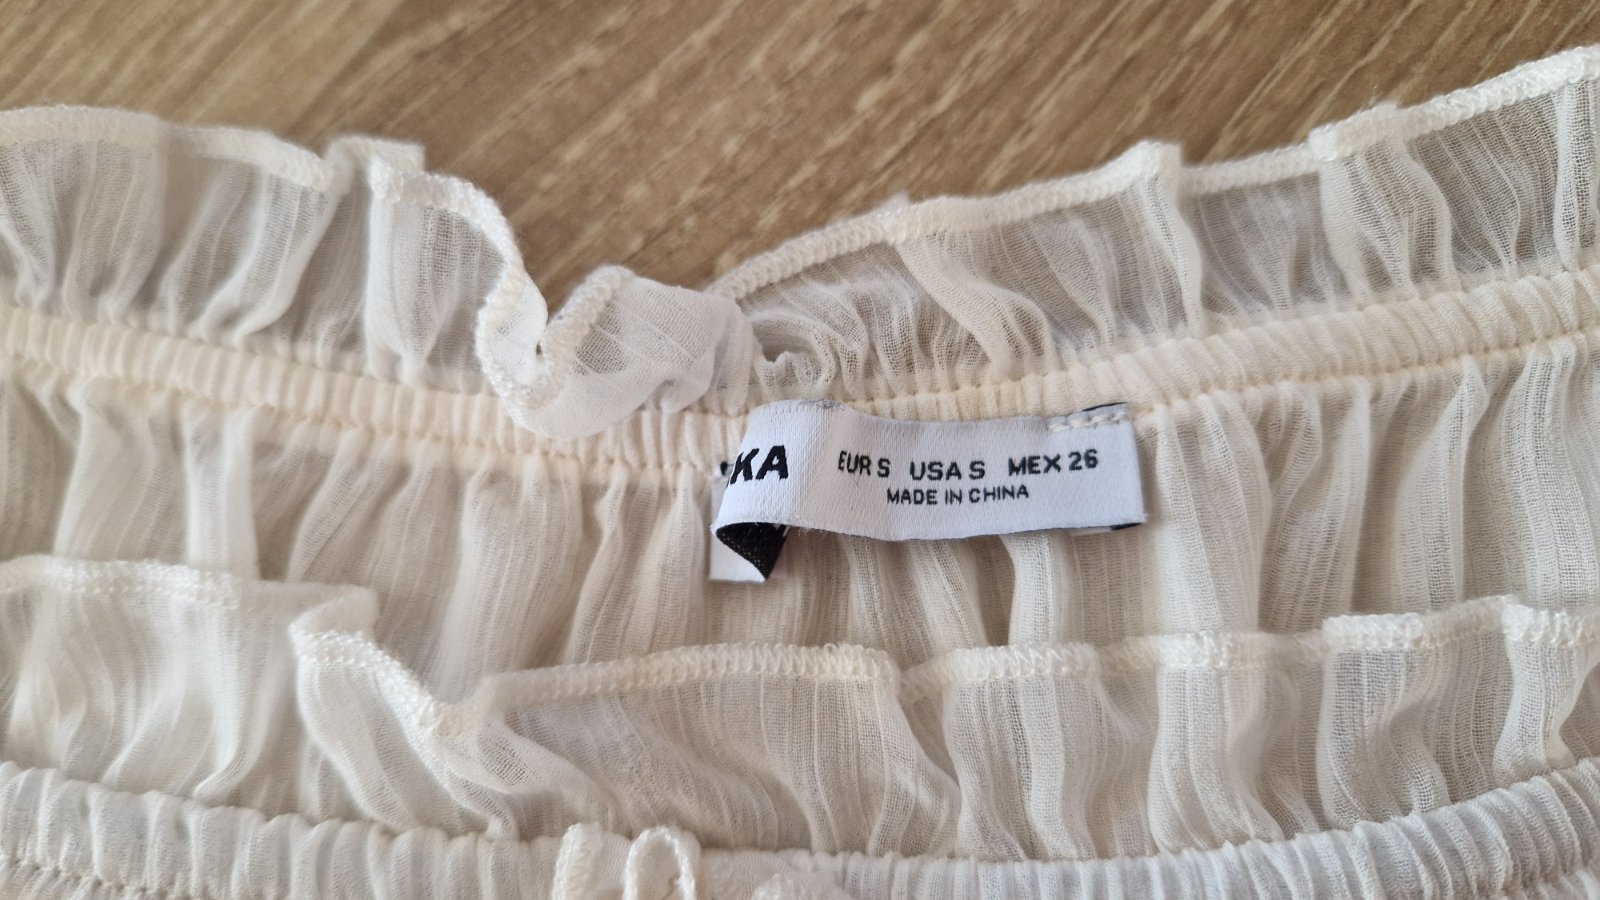 KA
EUR S USA S MEX 26
MADE IN CHINA